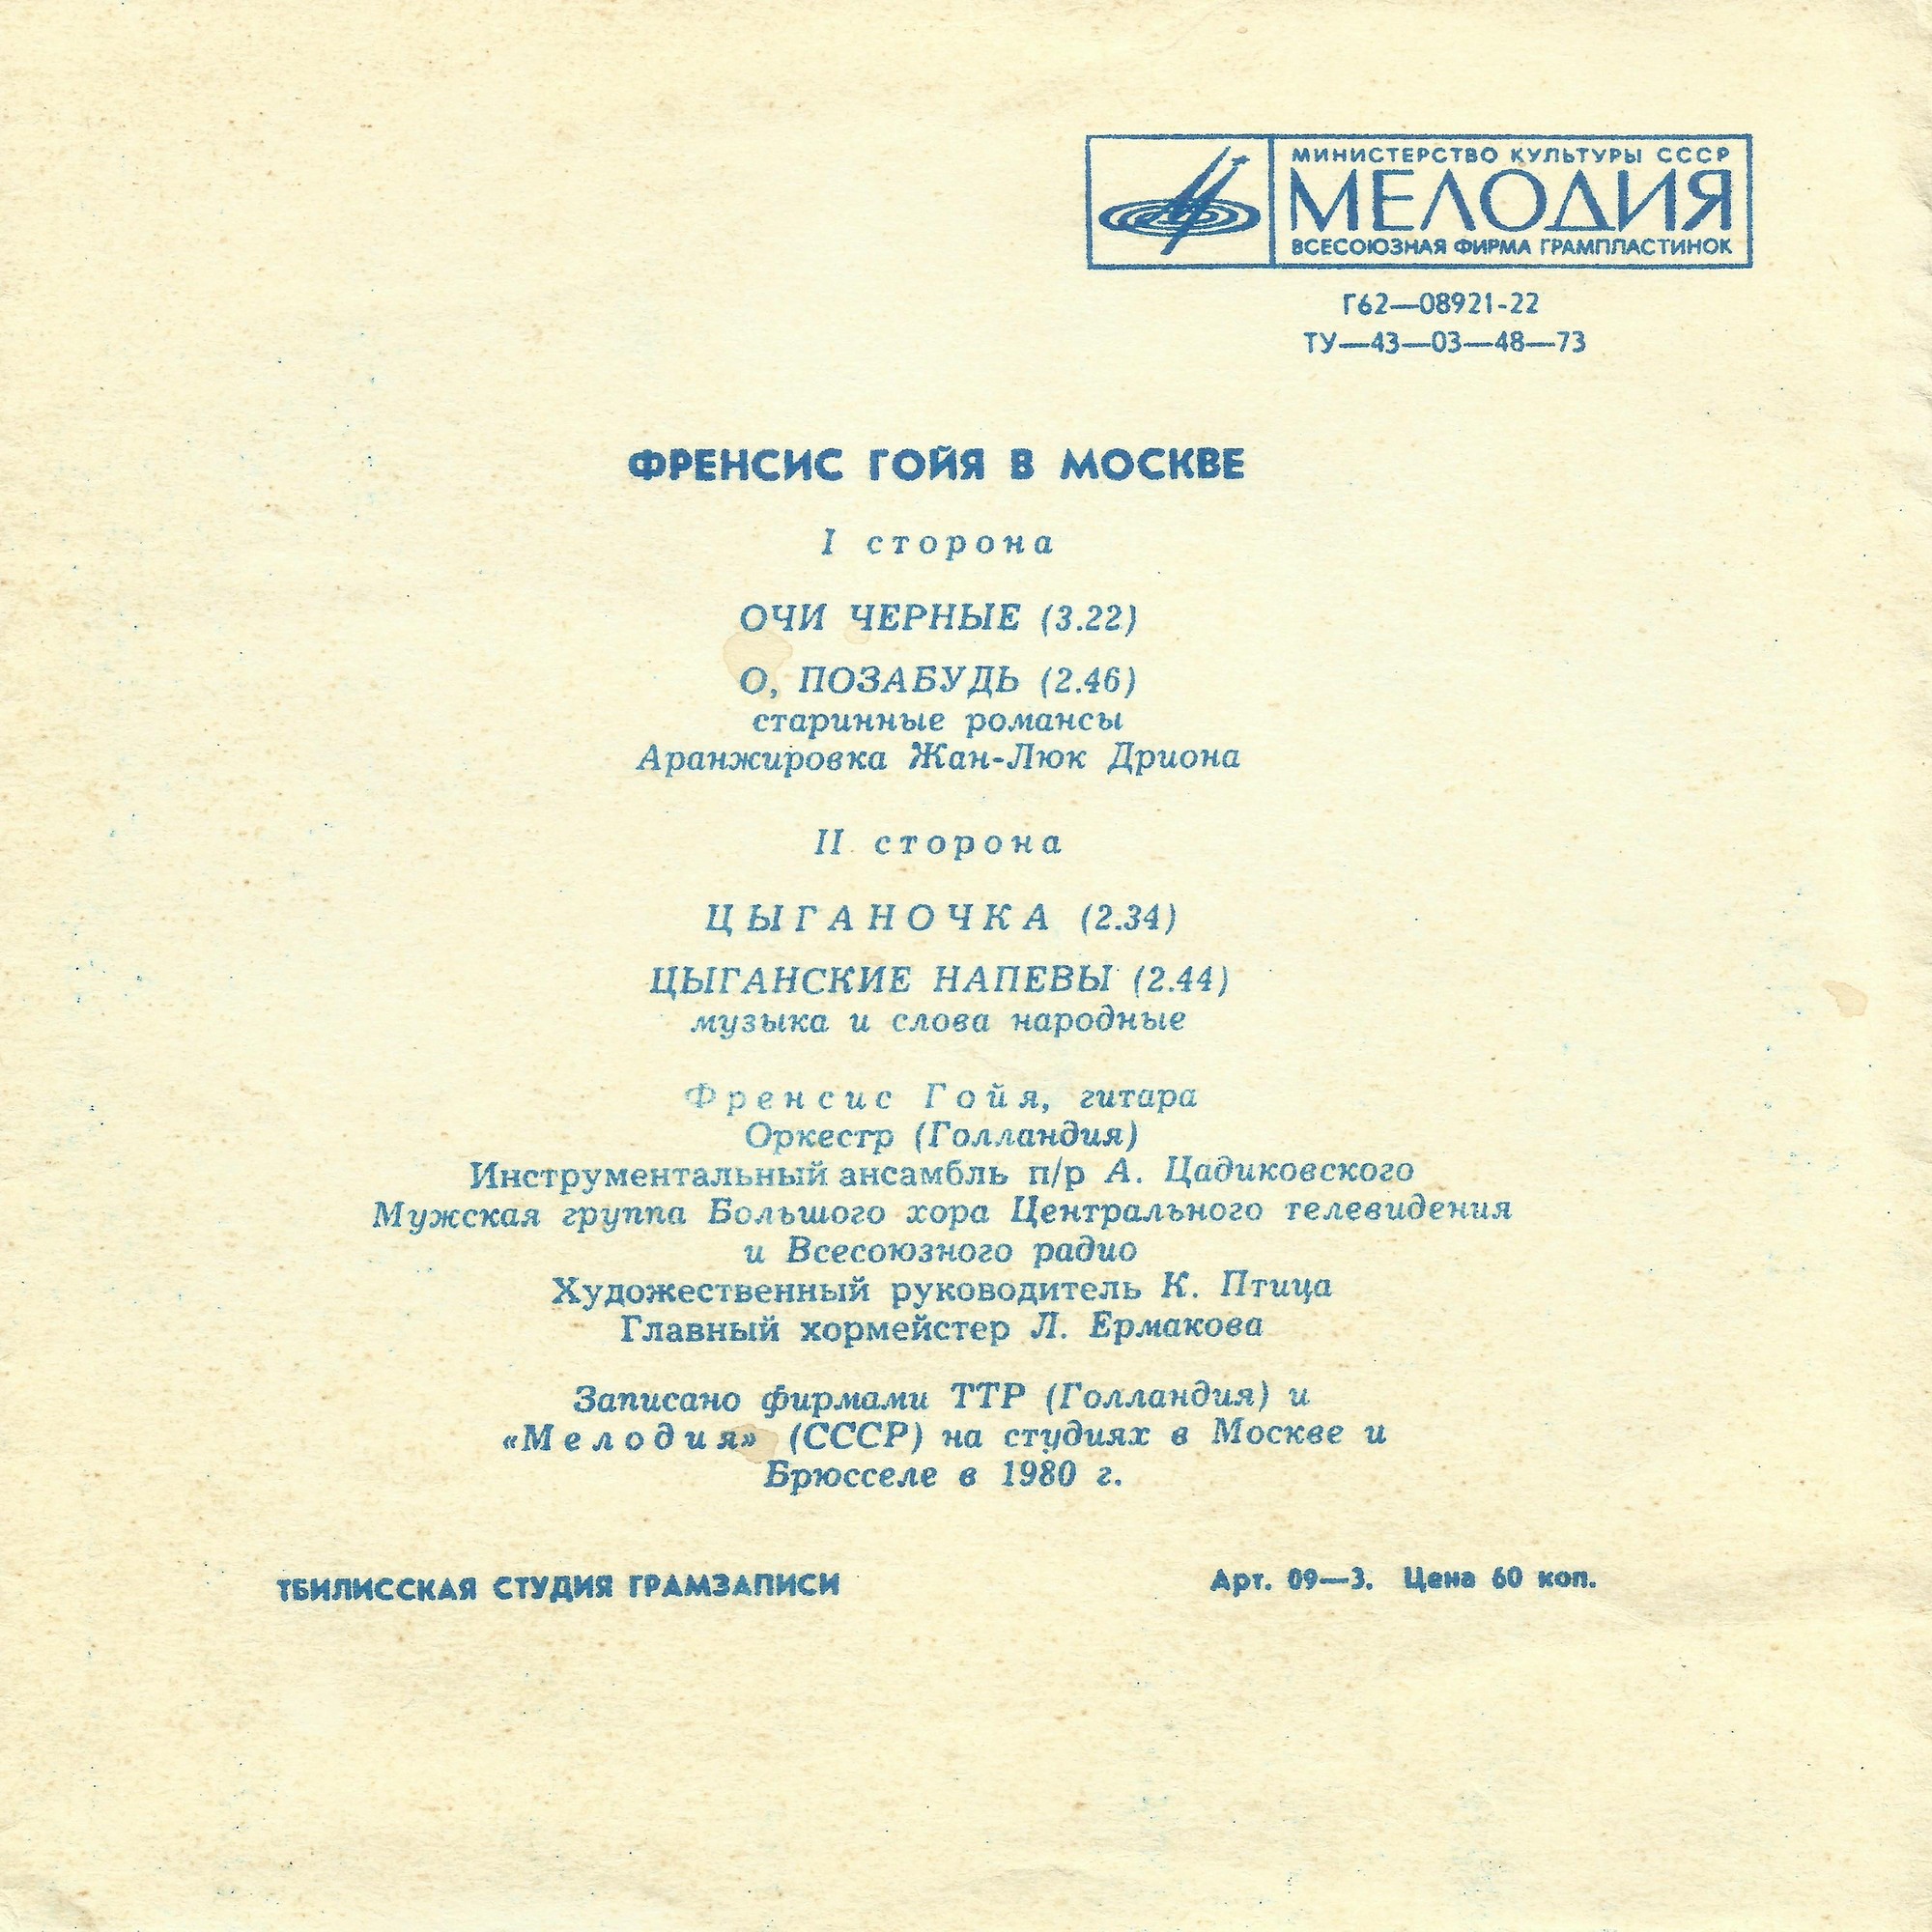 МИНИСТЕРСТВО КУЛЬТУРЫ СССР
МЕЛОДИЯ
ВСЕСОЮЗНАЯ ФИРМА ГРАМПЛАСТИНОК
Г62—08921-22
ТУ—43—03—48—73
ФРЕНСИС ГОЙЯ В МОСКВЕ
I сторона
ОЧИ ЧЕРНЫЕ (3.22)
О, ПОЗАБУДЬ (2.46)
старинные романсы
Аранжировка Жан-Люк Дриона
II сторона
ЦЫГАНОЧКА (2.34)
ЦЫГАНСКИЕ НАПЕВЫ (2.44)
музыка и слова народные
Френсис Гойя, гитара
Оркестр (Голландия)
Инструментальный ансамбль п/р А. Цадиковского
Мужская группа Большого хора Центрального телевидения
и Всесоюзного радио
Художественный руководитель К. Птица
Главный хормейстер Л. Ермакова
Записано фирмами ТТР (Голландия) и
«Мелодия» (СССР) на студиях в Москве и
Брюсселе в 1980 г.
ТБИЛИССКАЯ СТУДИЯ ГРАМЗАПИСИ
Арт. 09—3. Цена 60 коп.